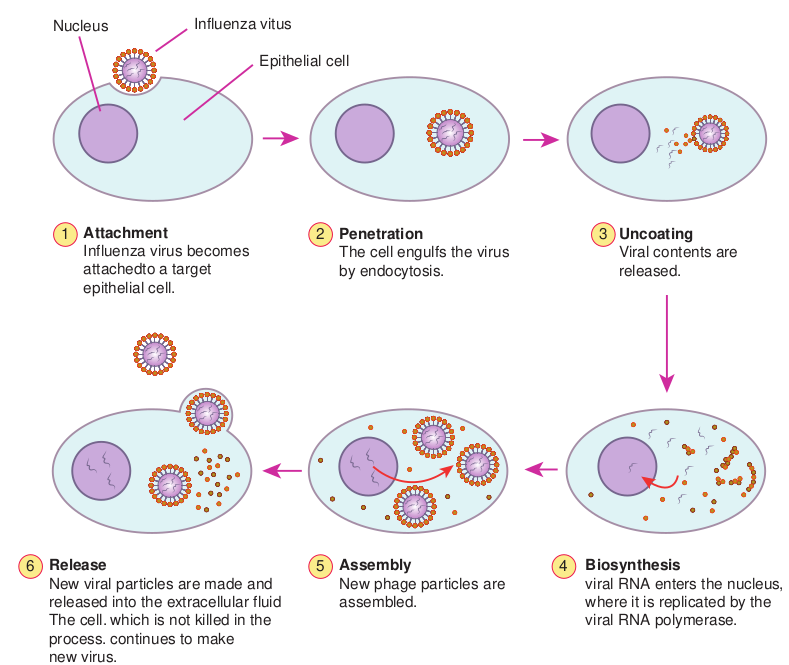 Nucleus
Influenza vitus
Epithelial cell
1 Attachment
Influenza virus becomes
attachedto a target
epithelial cell.
2 Penetration
The cell engulfs the virus
by endocytosis.
3 Uncoating
Viral contents are
released.
4 Biosynthesis
viral RNA enters the nucleus,
where it is replicated by the
viral RNA polymerase.
5 Assembly
New phage particles are
assembled.
6 Release
New viral particles are made and
released into the extracellular fluid
The cell. which is not killed in the
process. continues to make
new virus.